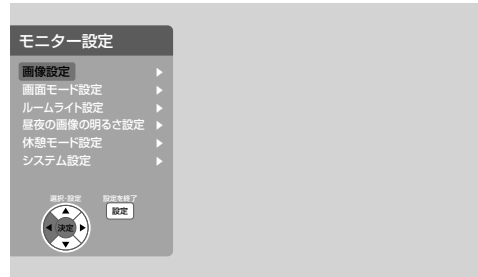 モニター設定
画像設定
画面モード設定
ルームライト設定
昼夜の画像の明るさ設定
休憩モード設定
システム設定
選択・設定 設定を終了
設定
決定